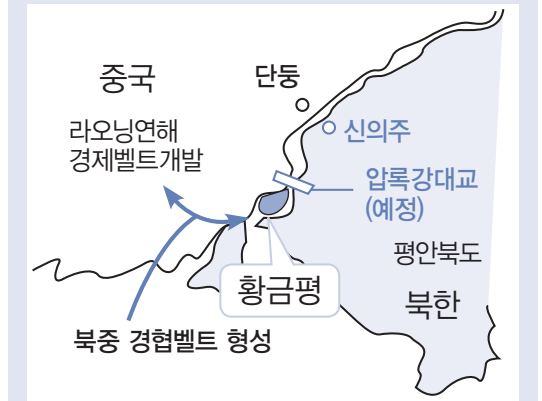 중국
단둥
라오닝연해
경제벨트개발
신의주
압록강대교
(예정)
평안북도
황금평
북한
북중 경협벨트 형성